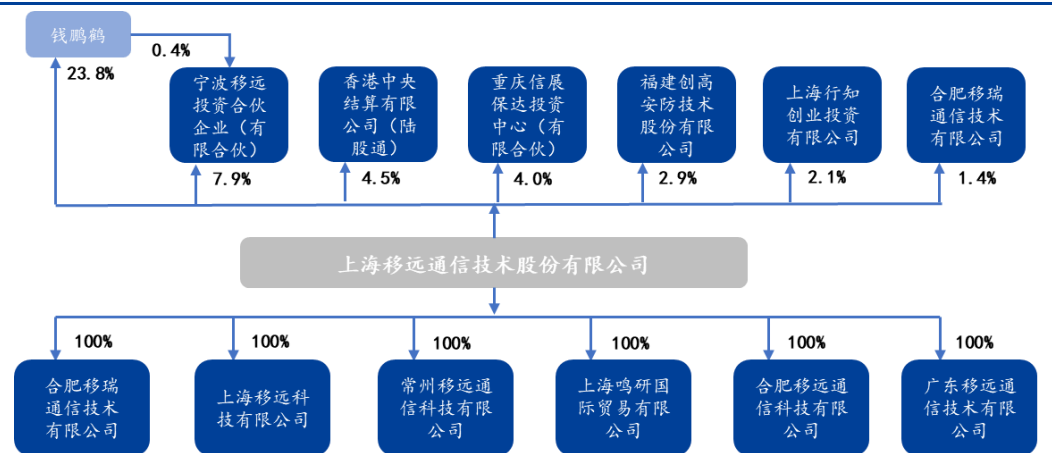 钱鹏鹤
0.4%
23.8%
宁波移远
投资合伙
企业（有
限合伙）
香港中央
结算有限
公司（陆
股通）
重庆信展
保达投资
中心（有
限合伙）
福建创高
安防技术
股份有限
公司
上海行知
创业投资
有限公司
合肥移瑞
通信技术
有限公司
7.9%
4.5%
4.0%
2.9%
2.1%
1.4%
上海移远通信技术股份有限公司
100%
100%
100%
100%
100%
100%
合肥移瑞
通信技术
有限公司
上海移远科
技有限公司
常州移远通
信科技有限
公司
上海鸣研国
际贸易有限
公司
合肥移远通
信科技有限
公司
广东移远通
信技术有限
公司